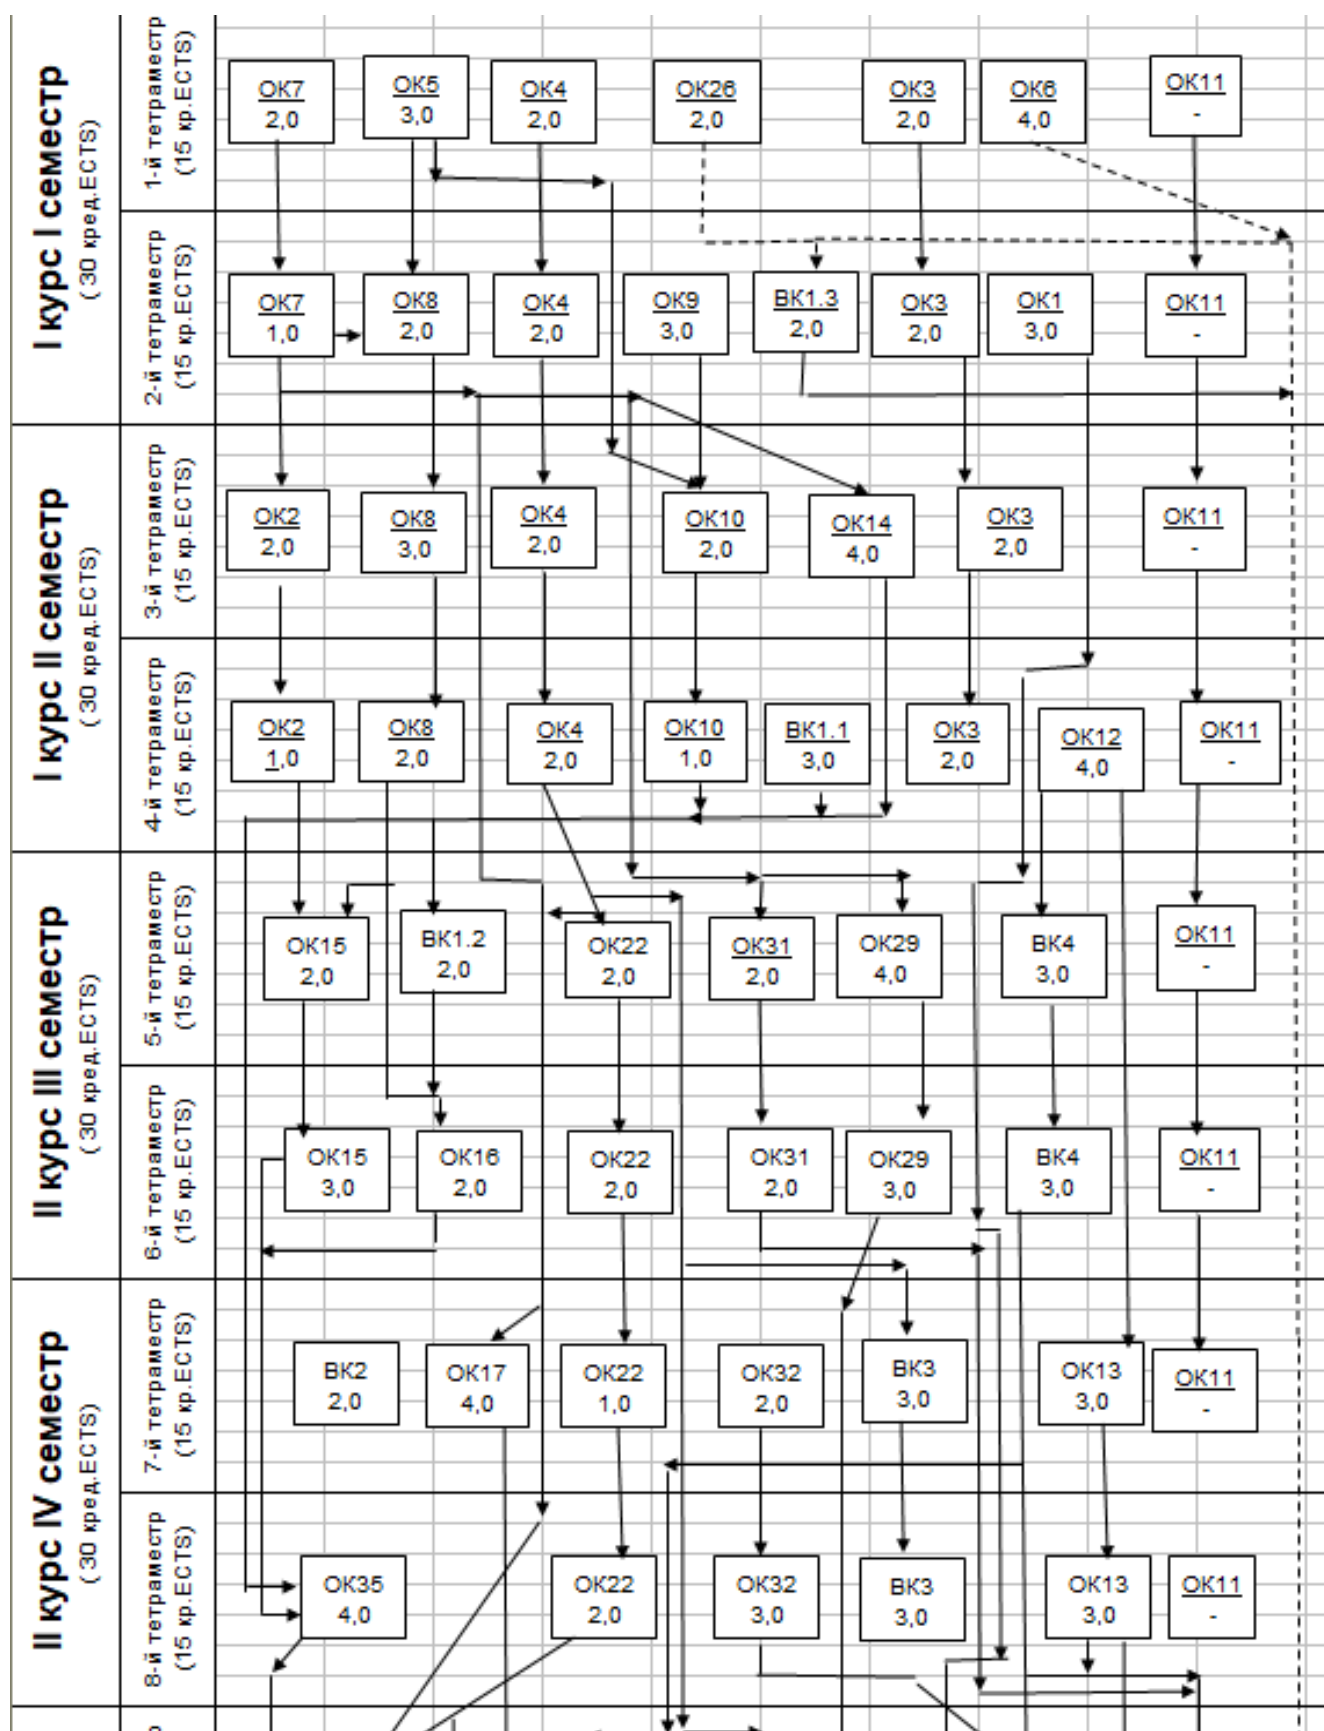 I курс I семестр
( 30 кред.ECTS)
1-й тетраместр
(15 кр.ECTS)
ОК7
2,0
ОК5
3,0
ОК4
2,0
ОК26
2,0
ОК3
2,0
ОК6
4,0
ОК11
-
2-й тетраместр
(15 кр.ECTS)
ОК7
1,0
ОК8
2,0
ОК4
2,0
ОК9
3,0
ВК1.3
2,0
ОК3
2,0
ОК1
3,0
ОК11
-
I курс II семестр
( 30 кред.ECTS)
3-й тетраместр
(15 кр.ECTS)
ОК2
2,0
ОК8
3,0
ОК4
2,0
ОК10
2,0
ОК14
4,0
ОК3
2,0
ОК11
-
4-й тетраместр
(15 кр.ECTS)
ОК2
1,0
ОК8
2,0
ОК4
2,0
ОК10
1,0
ВК1.1
3,0
ОК3
2,0
ОК12
4,0
ОК11
-
II курс III семестр
( 30 кред.ECTS)
5-й тетраместр
(15 кр.ECTS)
ОК15
2,0
ВК1.2
2,0
ОК22
2,0
ОК31
2,0
ОК29
4,0
ВК4
3,0
ОК11
-
6-й тетраместр
(15 кр.ECTS)
ОК15
3,0
ОК16
2,0
ОК22
2,0
ОК31
2,0
ОК29
3,0
ВК4
3,0
ОК11
-
II курс IV семестр
( 30 кред.ECTS)
7-й тетраместр
(15 кр.ECTS)
ВК2
2,0
ОК17
4,0
ОК22
1,0
ОК32
2,0
ВК3
3,0
ОК13
3,0
ОК11
-
8-й тетраместр
(15 кр.ECTS)
ОК35
4,0
ОК22
2,0
ОК32
3,0
ВК3
3,0
ОК13
3,0
ОК11
-